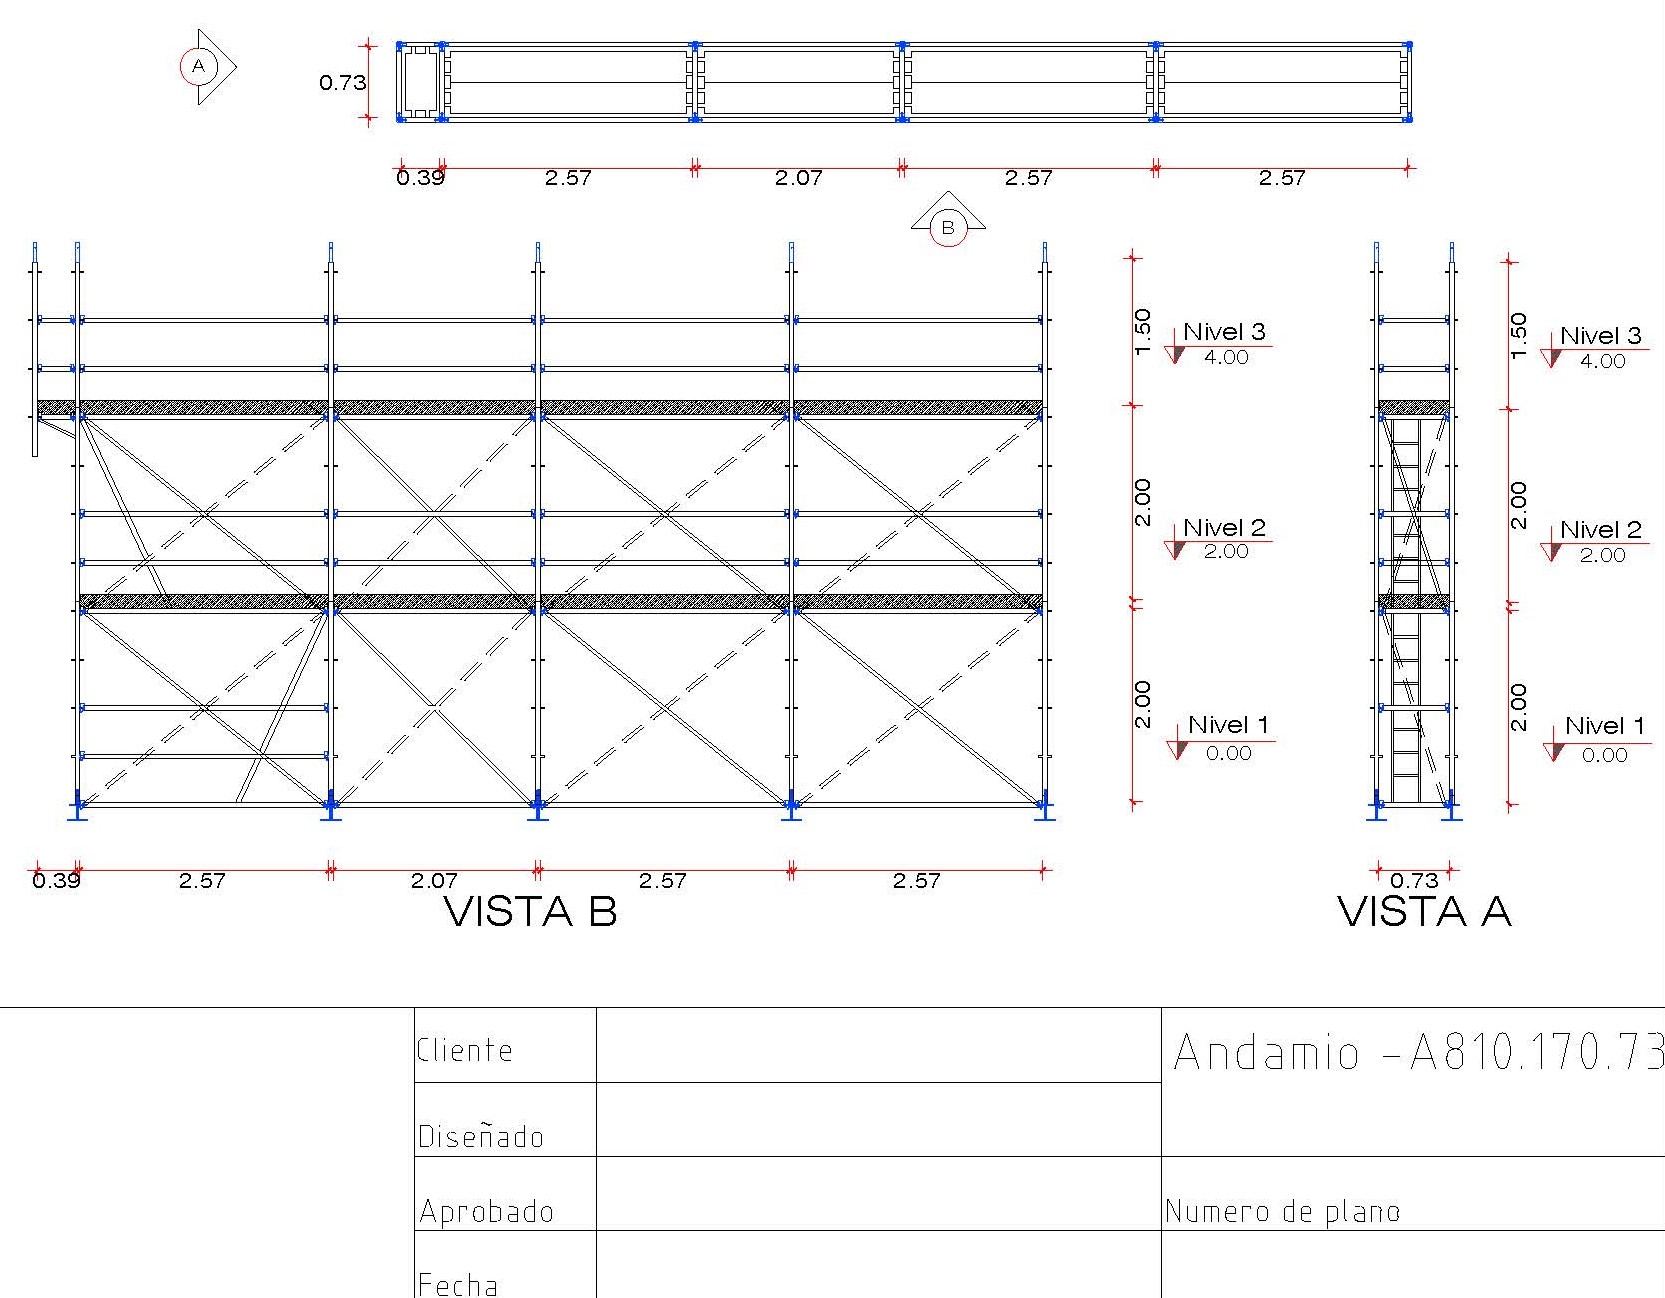 A
0.73
0.39 2.57 2.07 2.57 2.57
B
1.50
Nivel 3
4.00
2.00
Nivel 2
2.00
2.00
Nivel 1
0.00
0.39 2.57 2.07 2.57 2.57
VISTA B
1.50
Nivel 3
4.00
2.00
Nivel 2
2.00
2.00
Nivel 1
0.00
0.73
VISTA A
Cliente
Andamio -A810.170.73
Diseñado
Aprobado
Numero de plano
Fecha